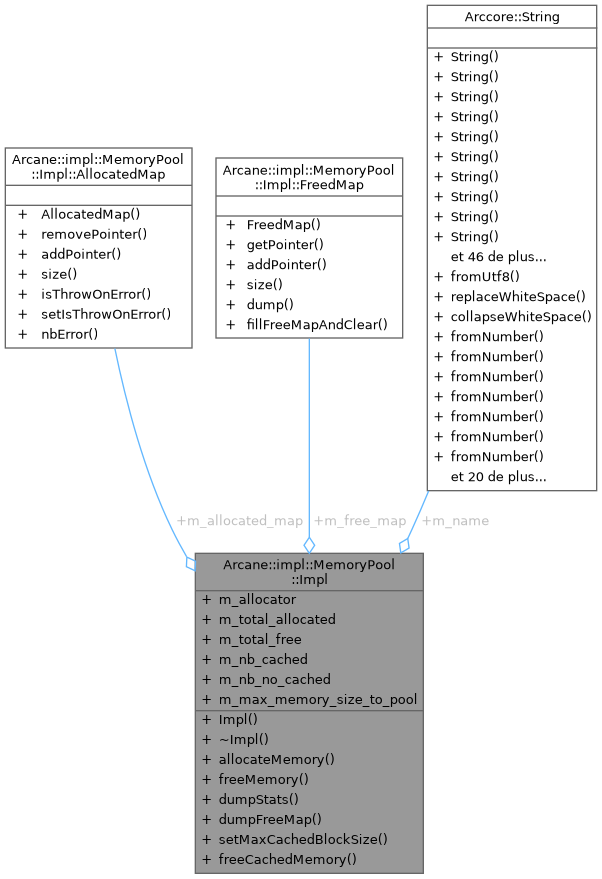 Arccore::String
+ String()
+ String()
+ String()
+ String()
+ String()
+ String()
+ String()
+ String()
+ String()
+ String()
et 46 de plus...
+ fromUtf8()
+ replaceWhiteSpace()
+ collapseWhiteSpace()
+ fromNumber()
+ fromNumber()
+ fromNumber()
+ fromNumber()
+ fromNumber()
+ fromNumber()
+ fromNumber()
et 20 de plus...
Arcane::impl::MemoryPool
::Impl::AllocatedMap
+ AllocatedMap()
+ removePointer()
+ addPointer()
+ size()
+ isThrowOnError()
+ setIsThrowOnError()
+ nbError()
Arcane::impl::MemoryPool
::Impl::FreedMap
+ FreedMap()
+ getPointer()
+ addPointer()
+ size()
+ dump()
+ fillFreeMapAndClear()
+m_allocated_map
+m_free_map
+m_name
Arcane::impl::MemoryPool
::Impl
+ m_allocator
+ m_total_allocated
+ m_total_free
+ m_nb_cached
+ m_nb_no_cached
+ m_max_memory_size_to_pool
+ Impl()
+ ~Impl()
+ allocateMemory()
+ freeMemory()
+ dumpStats()
+ dumpFreeMap()
+ setMaxCachedBlockSize()
+ freeCachedMemory()